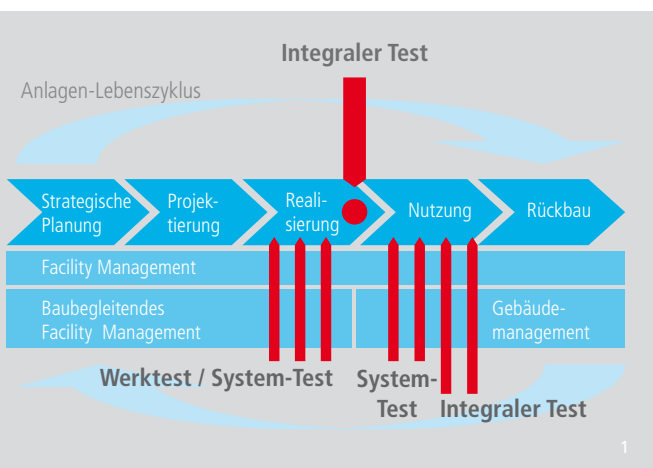 Integraler Test
Anlagen-Lebenszyklus
Strategische
Planung
Projek-
tierung
Reali-
sierung
Nutzung
Rückbau
Facility Management
Baubegleitendes
Facility Management
Gebäude-
management
Werktest / System-Test
System-
Test
Integraler Test
1